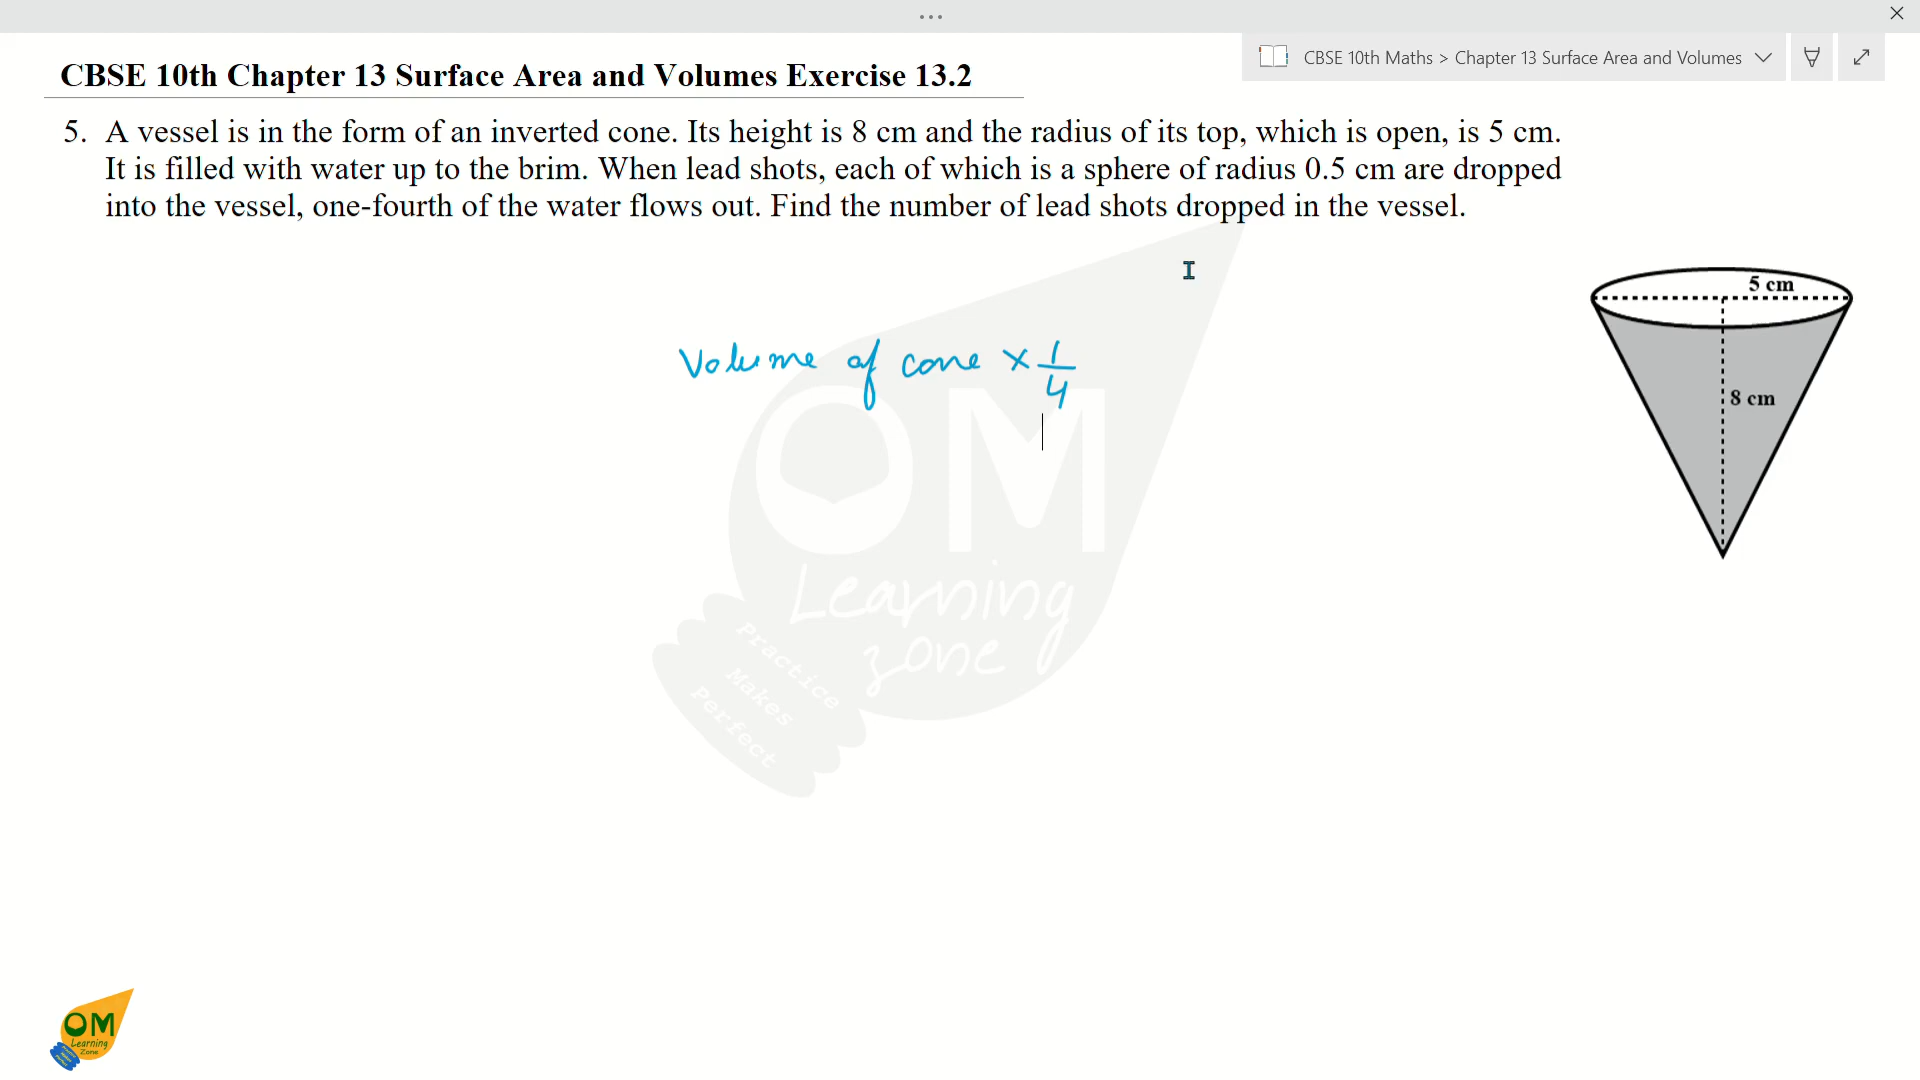 ...
CBSE 10th Maths > Chapter 13 Surface Area and Volumes
CBSE 10th Chapter 13 Surface Area and Volumes Exercise 13.2
5. A vessel is in the form of an inverted cone. Its height is 8 cm and the radius of its top, which is open, is 5 cm.
It is filled with water up to the brim. When lead shots, each of which is a sphere of radius 0.5 cm are dropped
into the vessel, one-fourth of the water flows out. Find the number of lead shots dropped in the vessel.
5 cm
Volume of cone × 1/4
8 cm
OM
Learning
zone
Practice
Makes
Perfect
OM
Learning
Zone